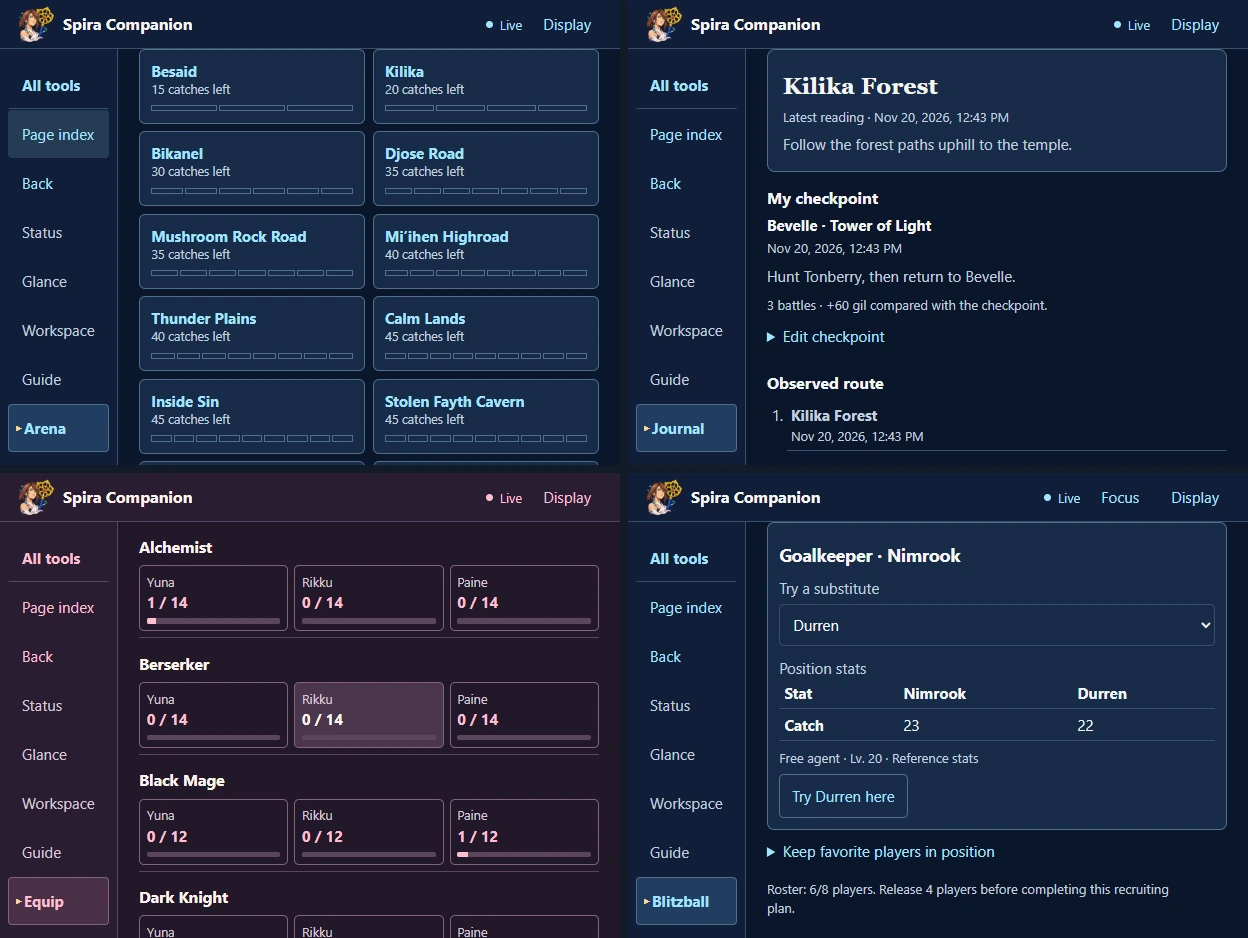 Spira Companion
Live Display
All tools
Page index
Back
Status
Glance
Workspace
Guide
▸Arena
Besaid
15 catches left
Kilika
20 catches left
Bikanel
30 catches left
Djose Road
35 catches left
Mushroom Rock Road
35 catches left
Mi'ihen Highroad
40 catches left
Thunder Plains
40 catches left
Calm Lands
45 catches left
Inside Sin
45 catches left
Stolen Fayth Cavern
45 catches left
Spira Companion
Live Display
All tools
Page index
Back
Status
Glance
Workspace
Guide
▸Journal
Kilika Forest
Latest reading · Nov 20, 2026, 12:43 PM
Follow the forest paths uphill to the temple.
My checkpoint
Bevelle · Tower of Light
Nov 20, 2026, 12:43 PM
Hunt Tonberry, then return to Bevelle.
3 battles · +60 gil compared with the checkpoint.
▶ Edit checkpoint
Observed route
1. Kilika Forest
Nov 20, 2026, 12:43 PM
Spira Companion
Live Display
All tools
Page index
Back
Status
Glance
Workspace
Guide
▸Equip
Alchemist
Yuna
1 / 14
Rikku
0 / 14
Paine
0 / 14
Berserker
Yuna
0 / 14
Rikku
0 / 14
Paine
0 / 14
Black Mage
Yuna
0 / 12
Rikku
0 / 12
Paine
1 / 12
Dark Knight
Yuna
Rikku
Paine
Spira Companion
Live Focus Display
All tools
Page index
Back
Status
Glance
Workspace
Guide
▸Blitzball
Goalkeeper · Nimrook
Try a substitute
Durren
Position stats
Stat Nimrook Durren
Catch 23 22
Free agent · Lv. 20 · Reference stats
Try Durren here
▶ Keep favorite players in position
Roster: 6/8 players. Release 4 players before completing this recruiting
plan.